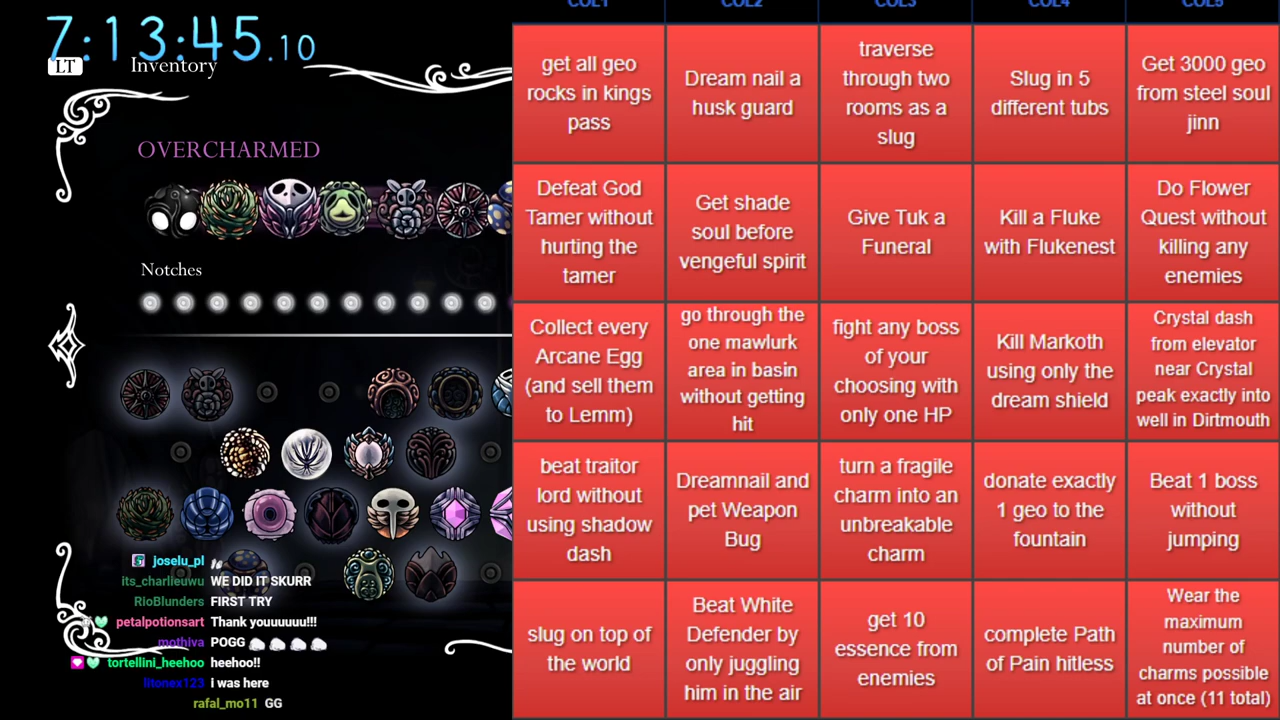 7:13:45.10
LT
Inventory
OVERCHARMED
Notches
joselu_pl
its_charlieuwu WE DID IT SKURR
RioBlunders FIRST TRY
petalpotionsart Thank youuuuuu!!!
mothiva POGG
tortellini_heehoo heehoo!!
litonex123 i was here
rafal_mo11 GG
COL1 COL2 COL3 COL4 COL5
get all geo
rocks in kings
pass
Dream nail a
husk guard
traverse
through two
rooms as a
slug
Slug in 5
different tubs
Get 3000 geo
from steel soul
jinn
Defeat God
Tamer without
hurting the
tamer
Get shade
soul before
vengeful spirit
Give Tuk a
Funeral
Kill a Fluke
with Flukenest
Do Flower
Quest without
killing any
enemies
Collect every
Arcane Egg
(and sell them
to Lemm)
go through the
one mawlurk
area in basin
without getting
hit
fight any boss
of your
choosing with
only one HP
Kill Markoth
using only the
dream shield
Crystal dash
from elevator
near Crystal
peak exactly into
well in Dirtmouth
beat traitor
lord without
using shadow
dash
Dreamnail and
pet Weapon
Bug
turn a fragile
charm into an
unbreakable
charm
donate exactly
1 geo to the
fountain
Beat 1 boss
without
jumping
slug on top of
the world
Beat White
Defender by
only juggling
him in the air
get 10
essence from
enemies
complete Path
of Pain hitless
Wear the
maximum
number of
charms possible
at once (11 total)